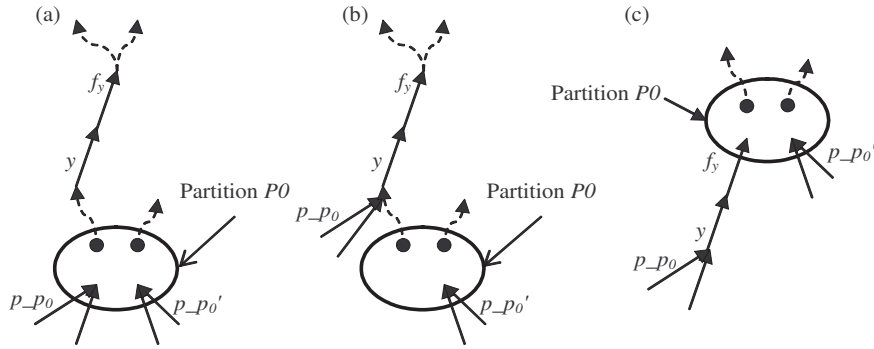 (a)
f_y
y
Partition P0
p_p_0
p_p_0'
(b)
f_y
y
p_p_0
Partition P0
p_p_0'
(c)
Partition P0
f_y
p_p_0'
y
p_p_0